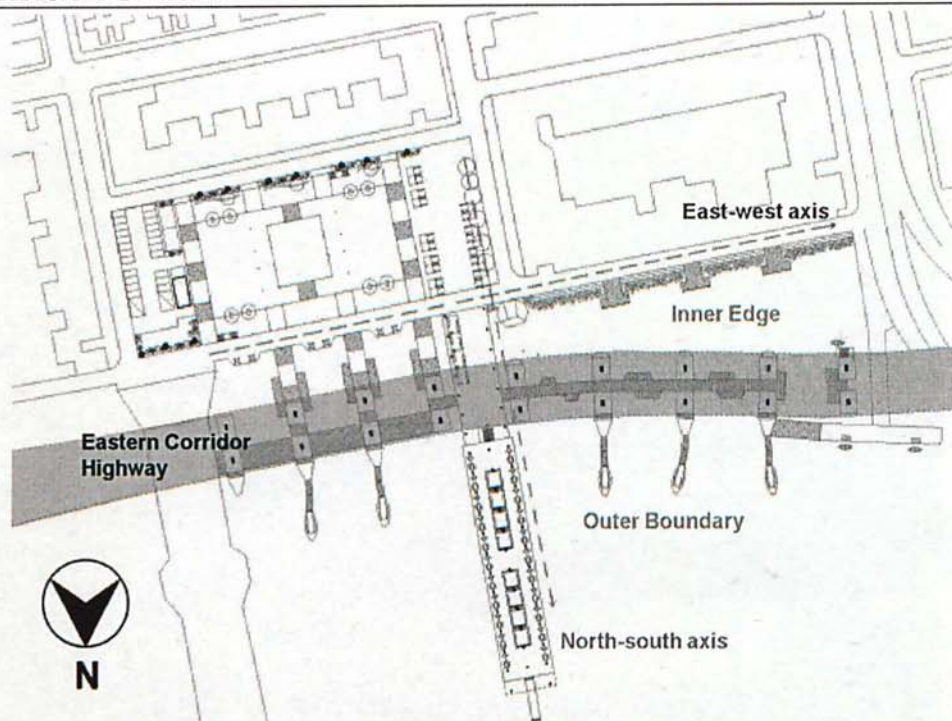 East-west axis
Inner Edge
Eastern Corridor
Highway
Outer Boundary
North-south axis
N